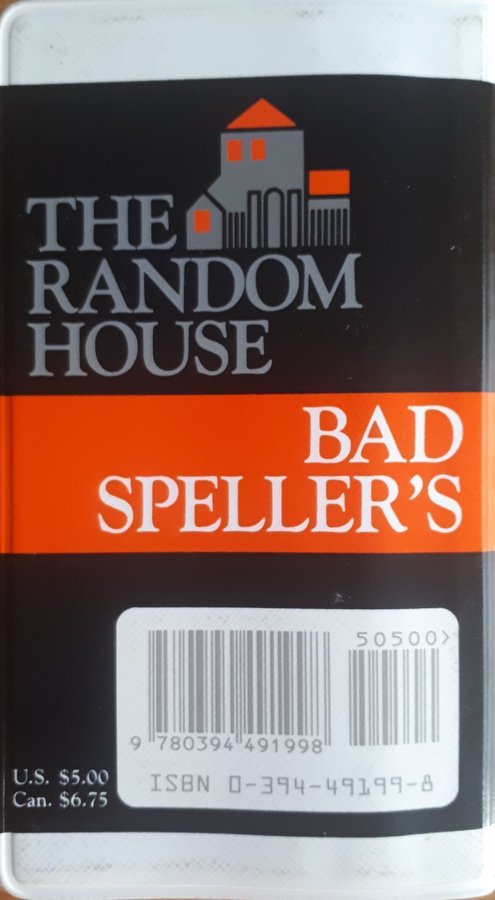 THE
RANDOM
HOUSE
BAD
SPELLER'S
50500>
9 780394 491998
ISBN 0-394-49199-8
U.S. $5.00
Can. $6.75